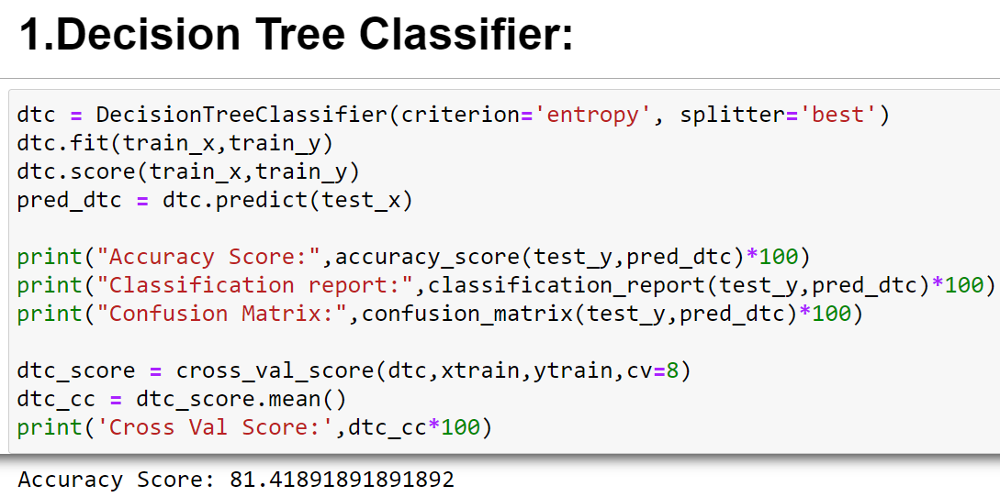 1.Decision Tree Classifier:
dtc = DecisionTreeClassifier(criterion='entropy', splitter='best')
dtc.fit(train_x,train_y)
dtc.score(train_x,train_y)
pred_dtc = dtc.predict(test_x)
print("Accuracy Score:",accuracy_score(test_y,pred_dtc)*100)
print("Classification report:",classification_report(test_y,pred_dtc)*100)
print("Confusion Matrix:",confusion_matrix(test_y,pred_dtc)*100)
dtc_score = cross_val_score(dtc,xtrain,ytrain,cv=8)
dtc_cc = dtc_score.mean()
print('Cross Val Score:',dtc_cc*100)
Accuracy Score: 81.41891891891892